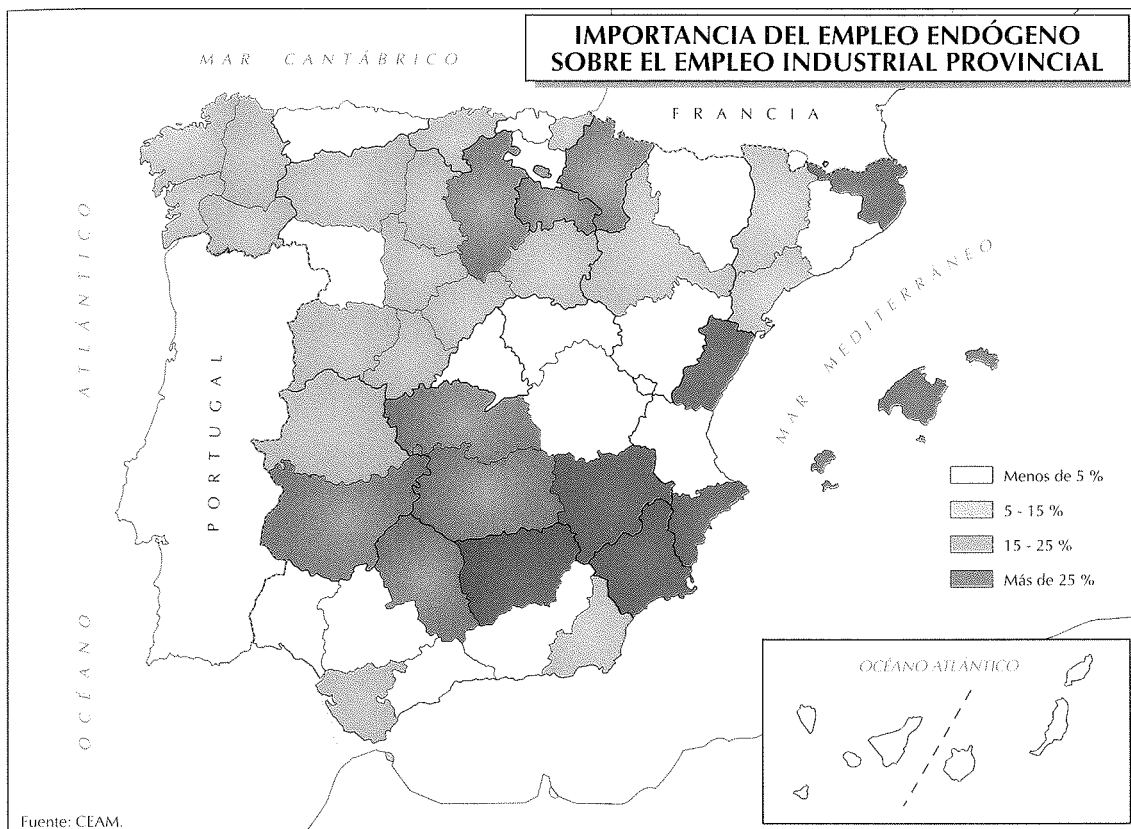 IMPORTANCIA DEL EMPLEO ENDÓGENO
SOBRE EL EMPLEO INDUSTRIAL PROVINCIAL
MAR CANTÁBRICO
FRANCIA
ATLÁNTICO
OCÉANO
PORTUGAL
MAR MEDITERRÁNEO
Menos de 5 %
5 - 15 %
15 - 25 %
Más de 25 %
OCÉANO ATLÁNTICO
Fuente: CEAM.